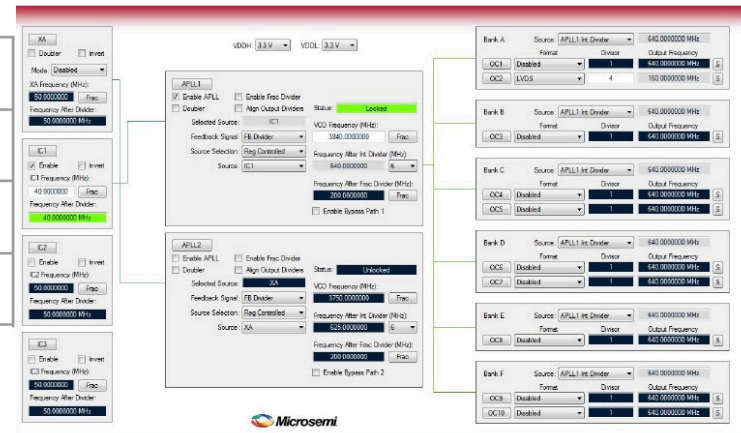 XA
Doubler Invert
Mode: Disabled
XA Frequency (MHz):
50.0000000 Frac
Frequency After Divider:
50.0000000 MHz
IC1
Enable Invert
IC1 Frequency (MHz):
40.0000000 Frac
Frequency After Divider:
40.0000000 MHz
IC2
Enable Invert
IC2 Frequency (MHz):
50.0000000 Frac
Frequency After Divider:
50.0000000 MHz
IC3
Enable Invert
IC3 Frequency (MHz):
50.0000000 Frac
Frequency After Divider:
50.0000000 MHz
VDDH: 3.3 V VDDL: 3.3 V
APLL1
Enable APLL Enable Frac Divider
Doubler Align Output Dividers Status: Locked
Selected Source: IC1 VCO Frequency (MHz):
Feedback Signal: FB Divider 3840.0000000 Frac
Source Selection: Reg Controlled Frequency After Int Divider (MHz):
Source: IC1 640.0000000 6
Frequency After Frac Divider (MHz):
200.0000000 Frac
Enable Bypass Path 1
APLL2
Enable APLL Enable Frac Divider
Doubler Align Output Dividers Status: Unlocked
Selected Source: XA VCO Frequency (MHz):
Feedback Signal: FB Divider 3750.0000000 Frac
Source Selection: Reg Controlled Frequency After Int Divider (MHz):
Source: XA 625.0000000 6
Frequency After Frac Divider (MHz):
200.0000000 Frac
Enable Bypass Path 2
Microsemi
Bank A Source: APLL1 Int Divider 640.0000000 MHz
Format Divisor Output Frequency
OC1 Disabled 1 640.0000000 MHz S
OC2 LVDS 4 160.0000000 MHz S
Bank B Source: APLL1 Int Divider 640.0000000 MHz
Format Divisor Output Frequency
OC3 Disabled 1 640.0000000 MHz S
Bank C Source: APLL1 Int Divider 640.0000000 MHz
Format Divisor Output Frequency
OC4 Disabled 1 640.0000000 MHz S
OC5 Disabled 1 640.0000000 MHz S
Bank D Source: APLL1 Int Divider 640.0000000 MHz
Format Divisor Output Frequency
OC6 Disabled 1 640.0000000 MHz S
OC7 Disabled 1 640.0000000 MHz S
Bank E Source: APLL1 Int Divider 640.0000000 MHz
Format Divisor Output Frequency
OC8 Disabled 1 640.0000000 MHz S
Bank F Source: APLL1 Int Divider 640.0000000 MHz
Format Divisor Output Frequency
OC9 Disabled 1 640.0000000 MHz S
OC10 Disabled 1 640.0000000 MHz S